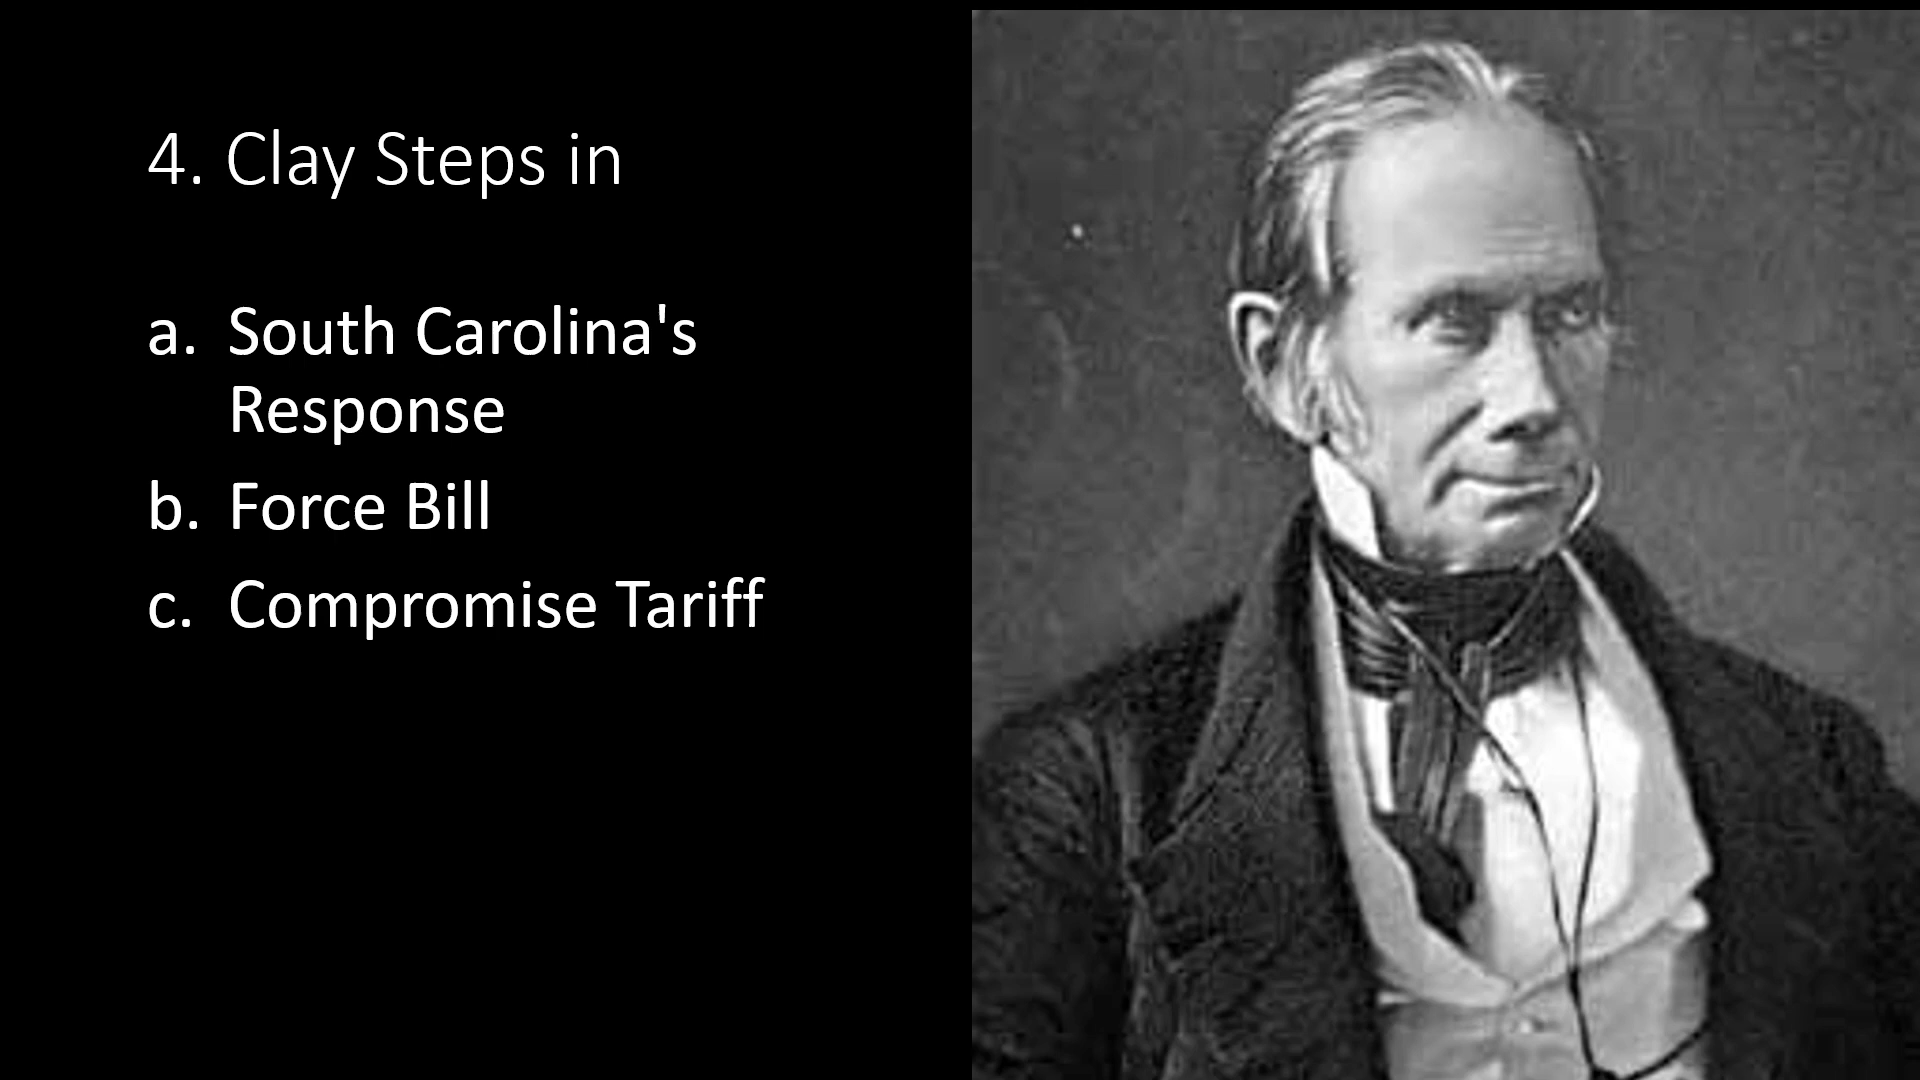 4. Clay Steps in
a. South Carolina's
Response
b. Force Bill
c. Compromise Tariff